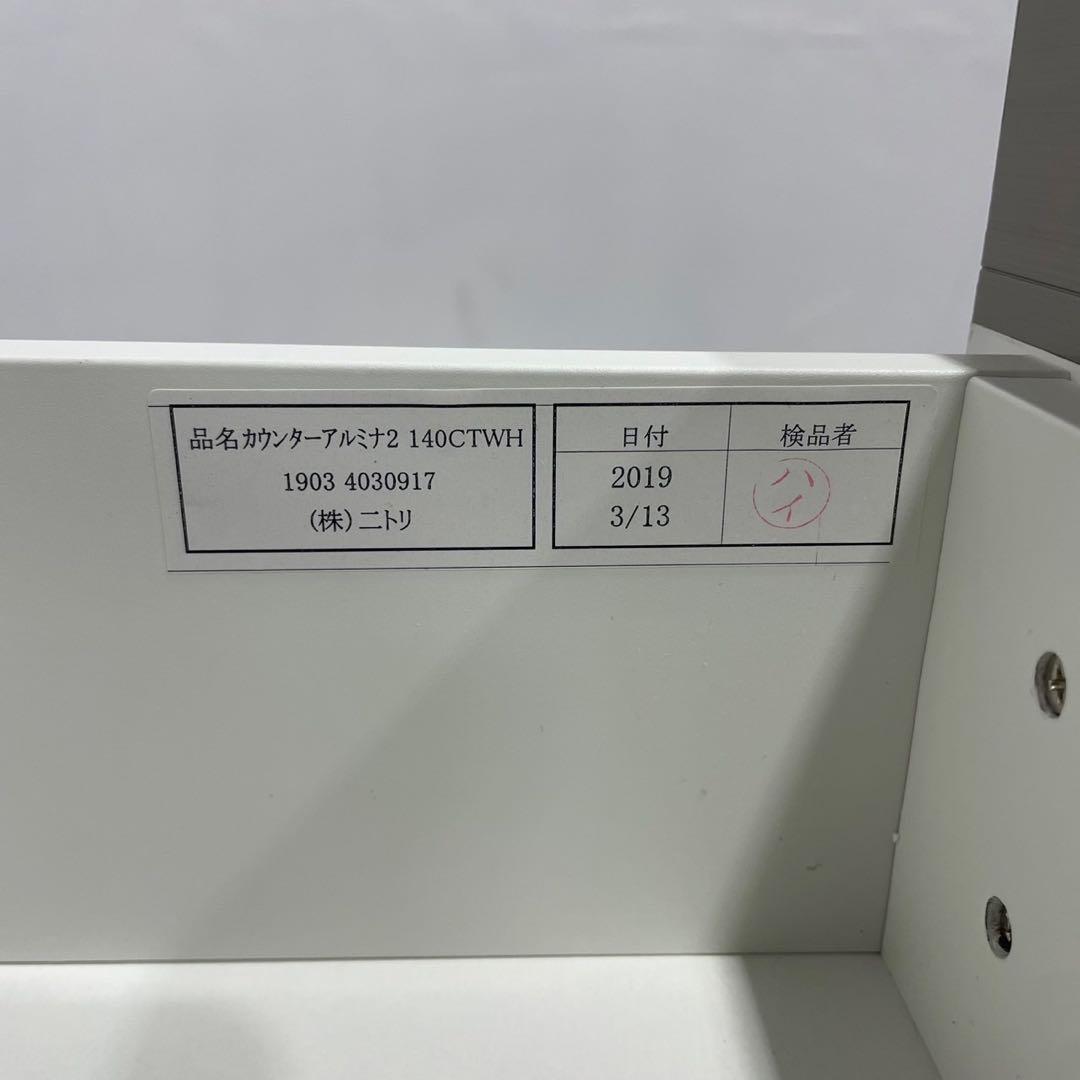 品名カウンターアルミナ2 140CTWH
1903 4030917
(株)ニトリ
日付 検品者
2019
3/13
ハイ